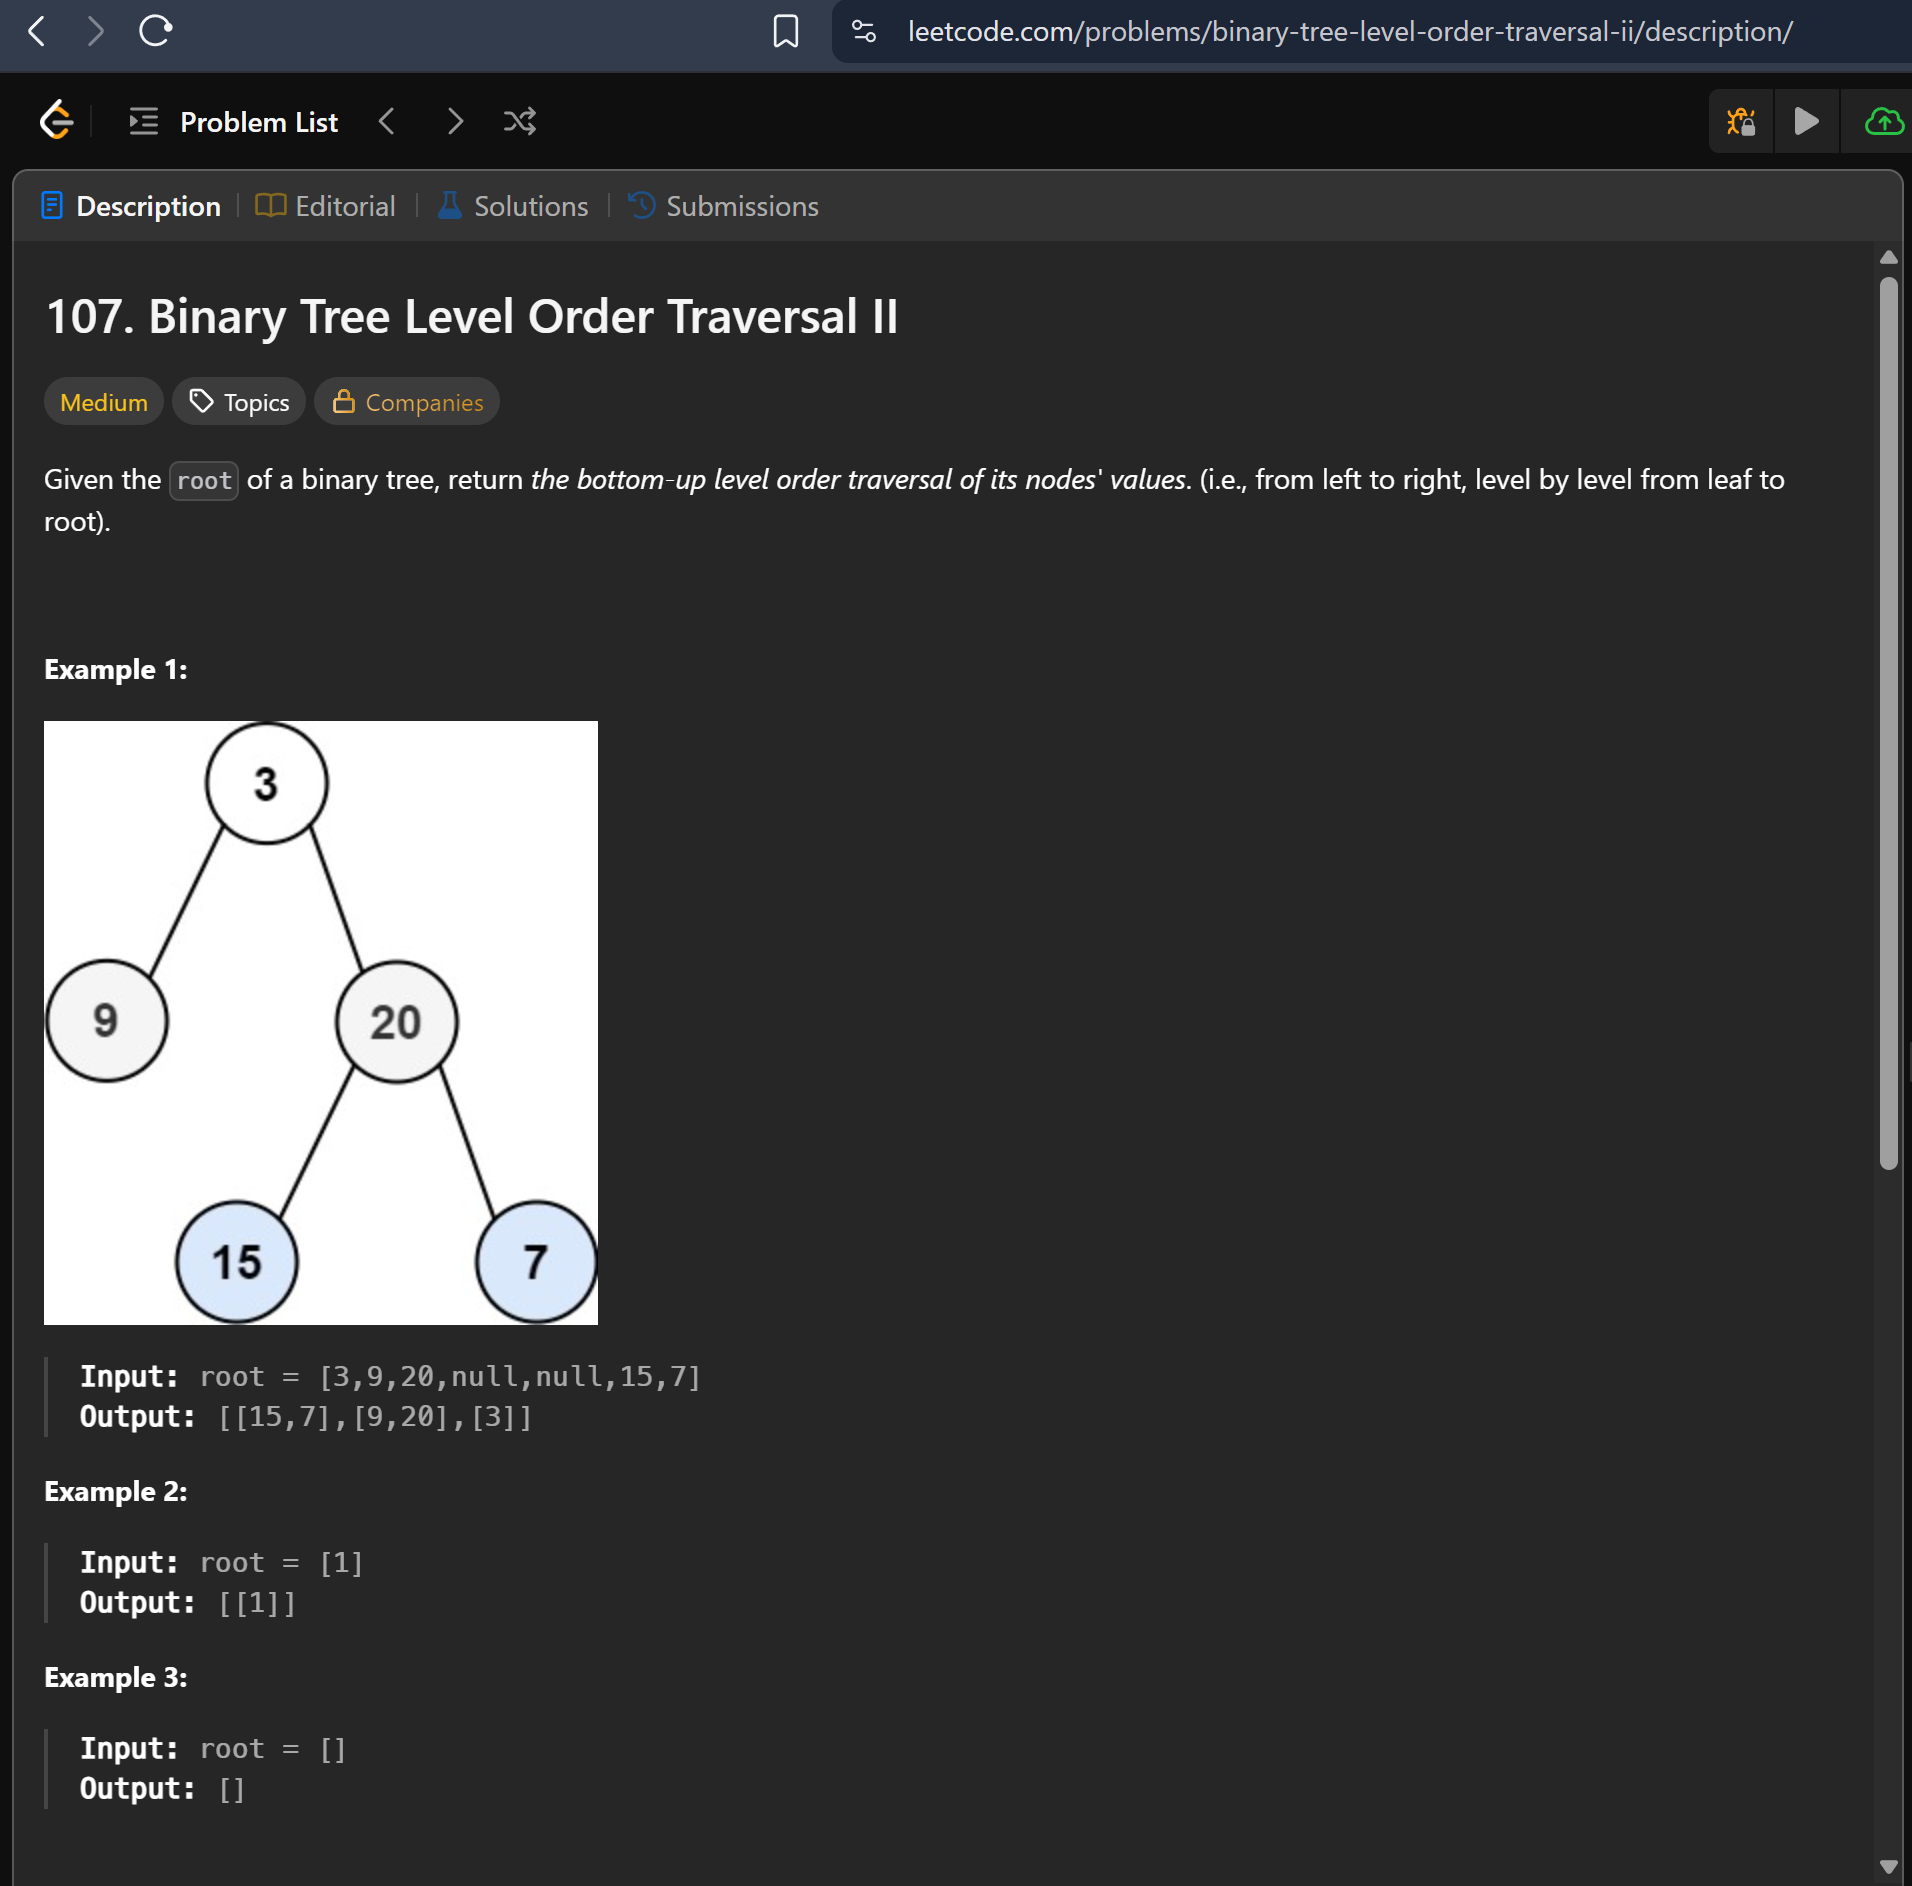 leetcode.com/problems/binary-tree-level-order-traversal-ii/description/
Problem List
Description
Editorial
Solutions
Submissions
107. Binary Tree Level Order Traversal II
Medium
Topics
Companies
Given the root of a binary tree, return the bottom-up level order traversal of its nodes' values. (i.e., from left to right, level by level from leaf to
root).
Example 1:
3
9
20
15
7
Input: root = [3,9,20,null,null,15,7]
Output: [[15,7],[9,20],[3]]
Example 2:
Input: root = [1]
Output: [[1]]
Example 3:
Input: root = []
Output: []